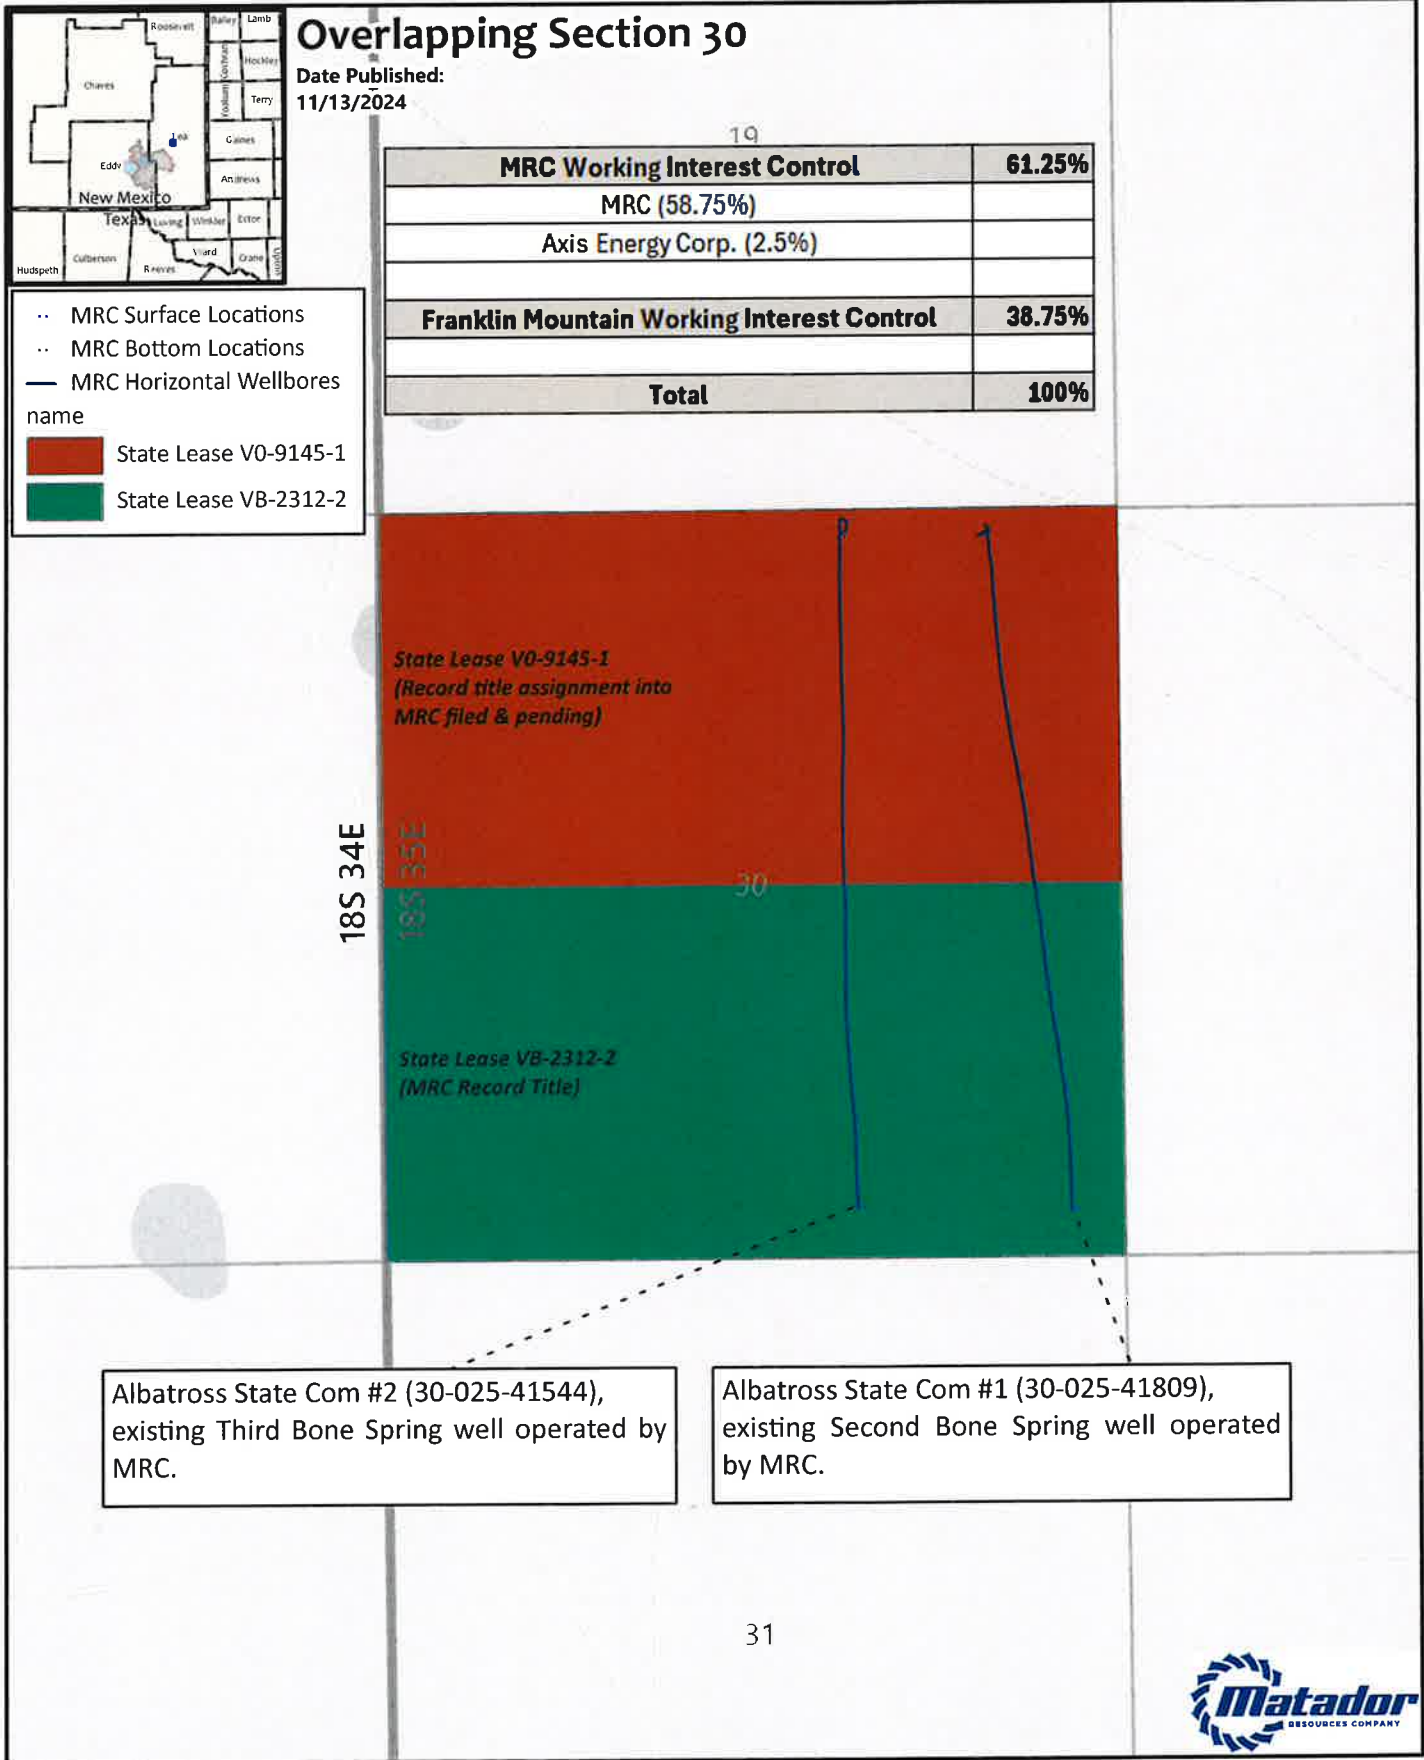 Overlapping Section 30
Date Published:
11/13/2024
Roosevelt
Bailey
Lamb
Cochran
Hockley
Chaves
Yoakum
Terry
Lea
Gaines
Eddy
Andrews
New Mexico
Texas
Loving
Winkler
Ector
Ward
Crane
Upton
Hudspeth
Culberson
Reeves
MRC Surface Locations
MRC Bottom Locations
MRC Horizontal Wellbores
name
State Lease V0-9145-1
State Lease VB-2312-2
19
MRC Working Interest Control 61.25%
MRC (58.75%)
Axis Energy Corp. (2.5%)
Franklin Mountain Working Interest Control 38.75%
Total 100%
State Lease V0-9145-1
(Record title assignment into
MRC filed & pending)
18S 34E
18S 35E
30
State Lease VB-2312-2
(MRC Record Title)
Albatross State Com #2 (30-025-41544),
existing Third Bone Spring well operated by
MRC.
Albatross State Com #1 (30-025-41809),
existing Second Bone Spring well operated
by MRC.
31
Matador
RESOURCES COMPANY